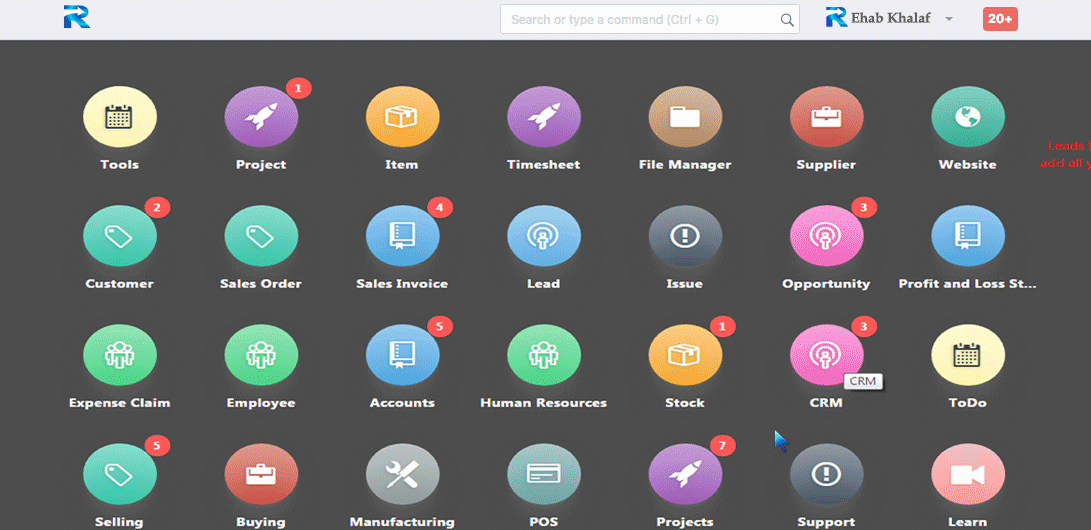 Search or type a command (Ctrl + G)
Ehab Khalaf
20+
1
Tools
Project
Item
Timesheet
File Manager
Supplier
Website
Leads
add all
2
4
3
Customer
Sales Order
Sales Invoice
Lead
Issue
Opportunity
Profit and Loss St...
5
1
3
CRM
Expense Claim
Employee
Accounts
Human Resources
Stock
CRM
ToDo
5
7
Selling
Buying
Manufacturing
POS
Projects
Support
Learn